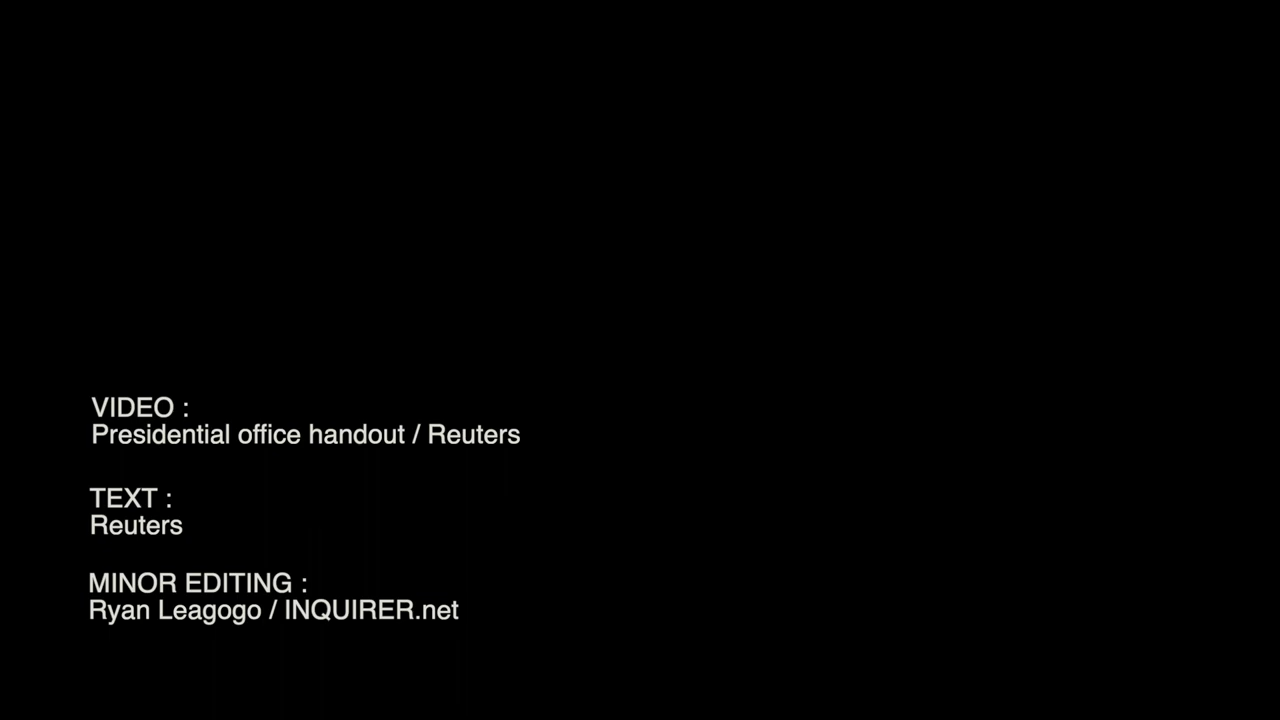 VIDEO :
Presidential office handout / Reuters
TEXT :
Reuters
MINOR EDITING :
Ryan Leagogo / INQUIRER.net